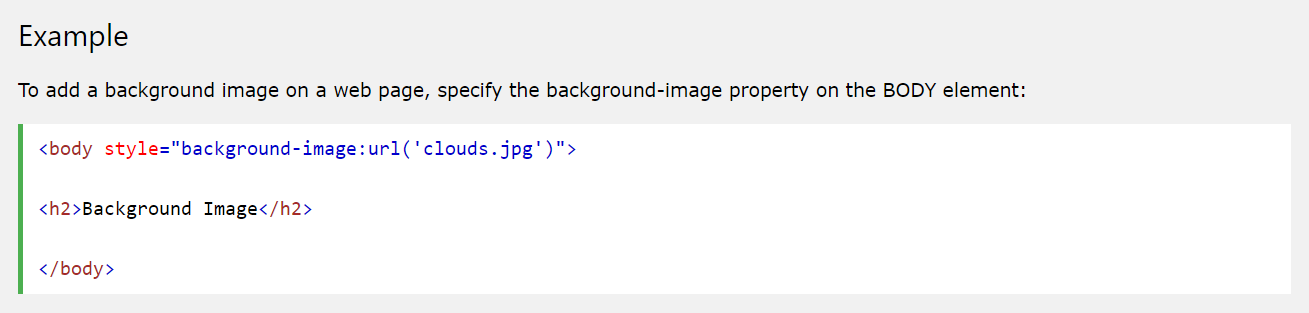 Example
To add a background image on a web page, specify the background-image property on the BODY element:
<body style="background-image:url('clouds.jpg')">
<h2>Background Image</h2>
</body>